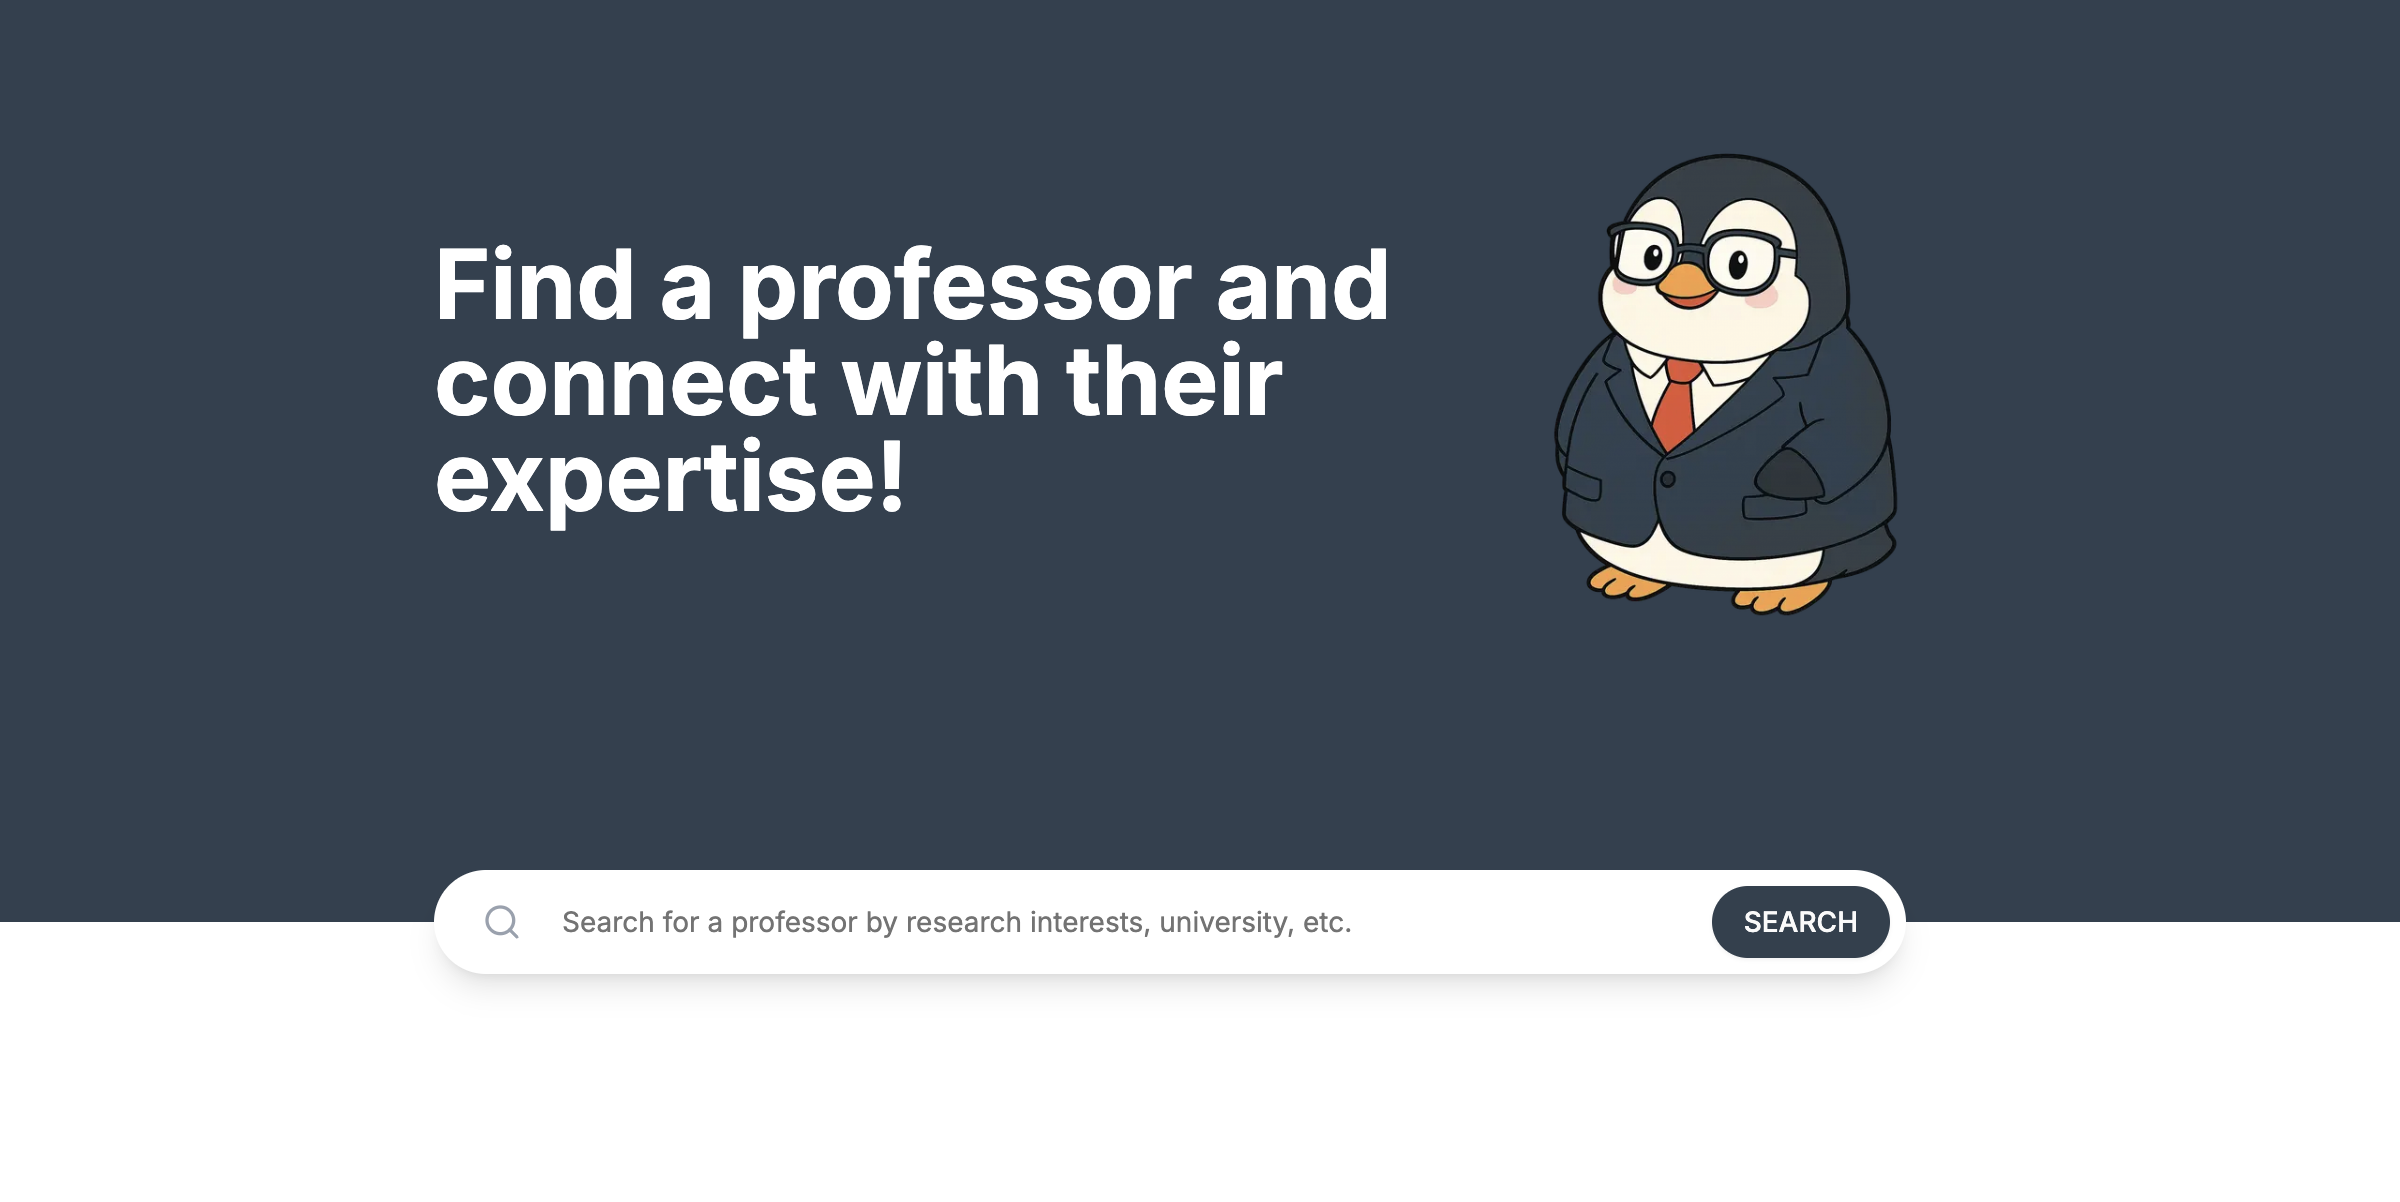 Find a professor and
connect with their
expertise!
Search for a professor by research interests, university, etc.
SEARCH